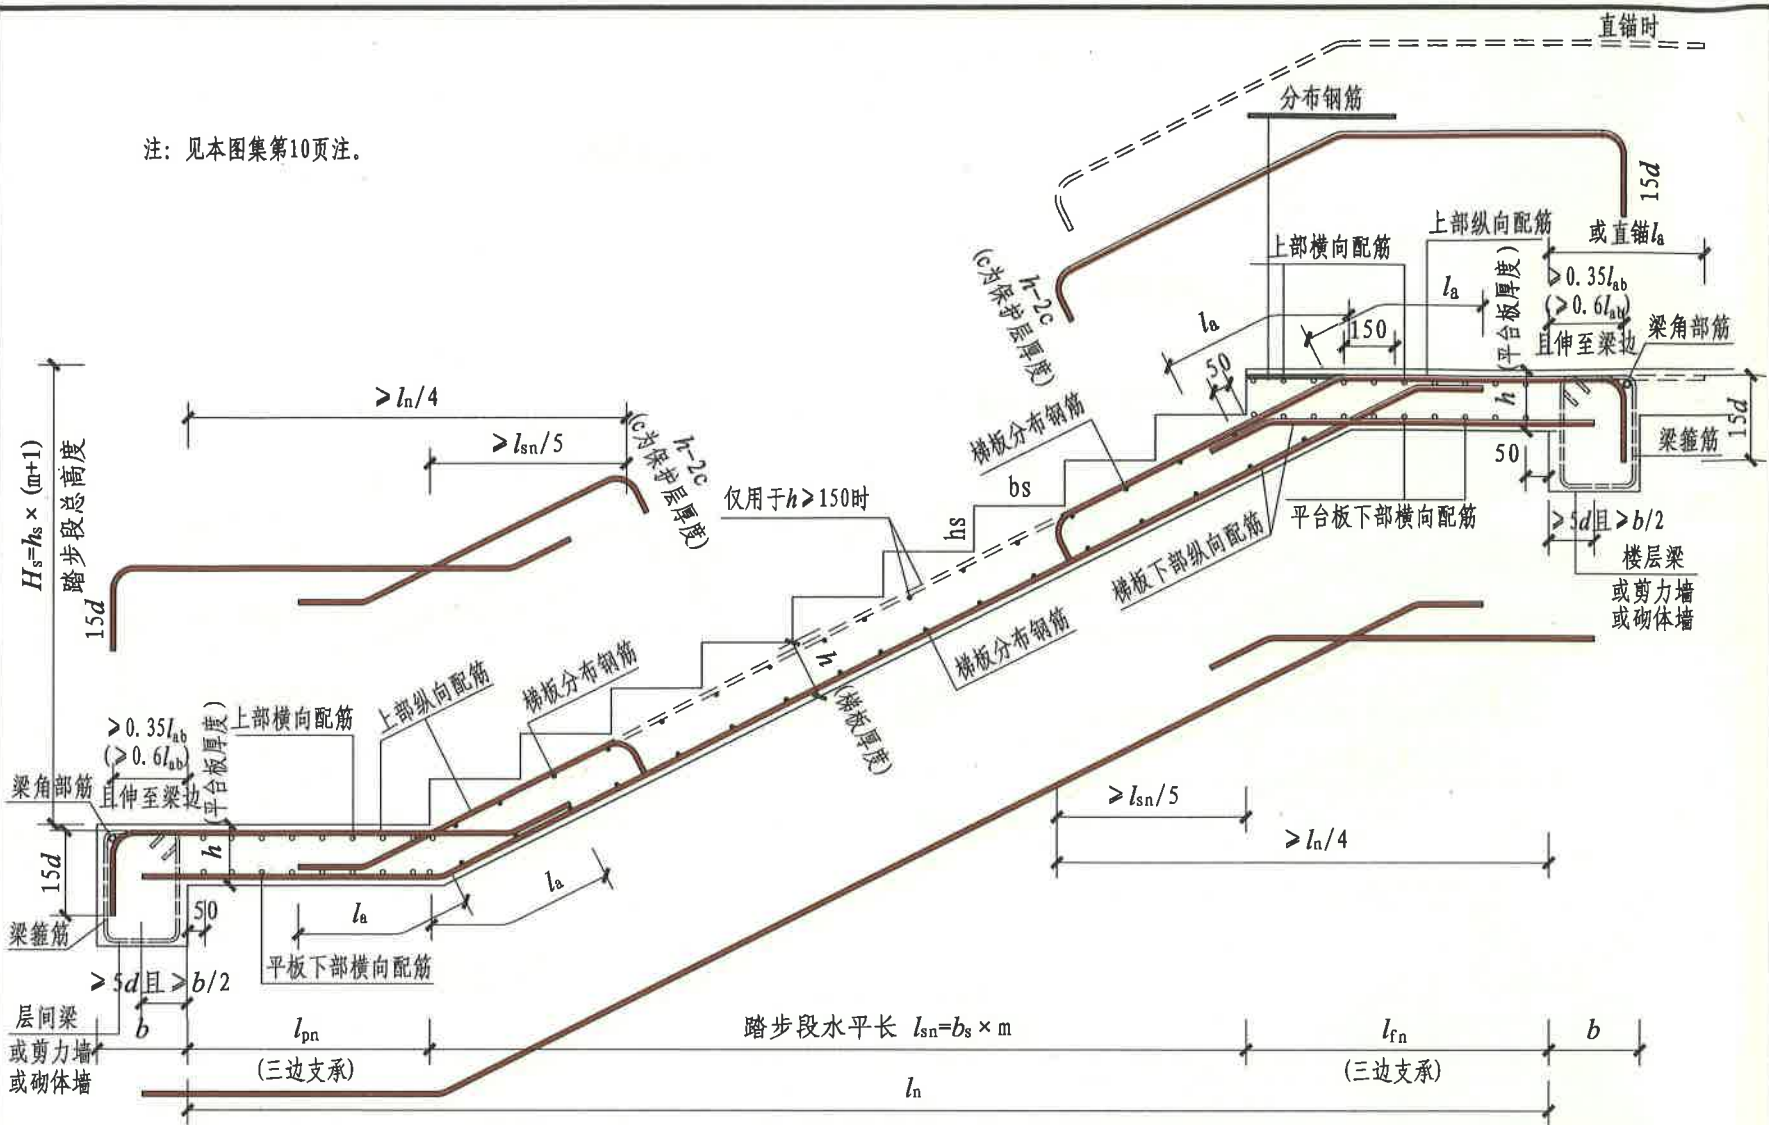 直锚时
分布钢筋
注: 见本图集第10页注。
15d
上部纵向配筋
或直锚la
上部横向配筋
h-2c
(c为保护层厚度)
la
la
150
50
(平台板厚度)
h
≥0.35lab
(≥0.6lab)
且伸至梁边
梁角部筋
15d
梁箍筋
50
≥ln/4
≥lsn/5
h-2c
(c为保护层厚度)
Hs=hs×(m+1)
踏步段总高度
15d
仅用于h≥150时
梯板分布钢筋
bs
hs
平台板下部横向配筋
梯板下部纵向配筋
≥5d且≥b/2
楼层梁
或剪力墙
或砌体墙
梯板分布钢筋
h
(梯板厚度)
梯板分布钢筋
上部纵向配筋
上部横向配筋
≥0.35lab
(≥0.6lab)
且伸至梁边
(平台板厚度)
h
梁角部筋
15d
梁箍筋
50
la
la
平板下部横向配筋
≥5d且≥b/2
层间梁
或剪力墙
或砌体墙
≥lsn/5
≥ln/4
b
lpn
(三边支承)
踏步段水平长 lsn=bs×m
lfn
(三边支承)
b
ln